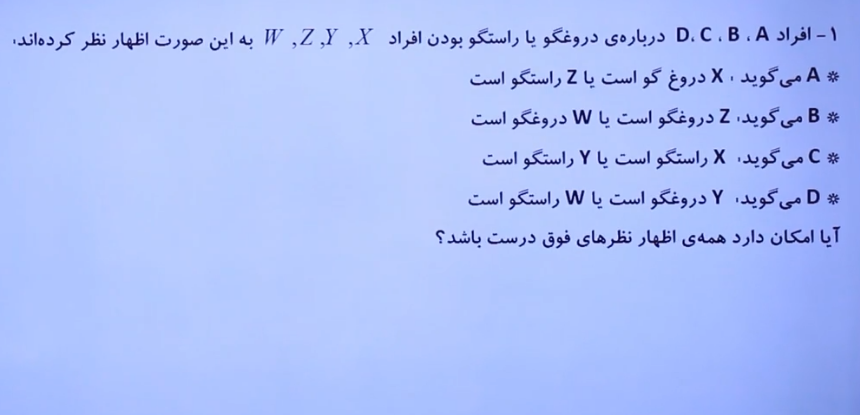 ۱- افراد D، C ، B ، A درباره‌ی دروغگو یا راستگو بودن افراد W ,Z ,Y ,X به این صورت اظهار نظر کرده‌اند،
* A می‌گوید ، X دروغ گو است یا Z راستگو است
* B می‌گوید، Z دروغگو است یا W دروغگو است
* C می‌گوید، X راستگو است یا Y راستگو است
* D می‌گوید، Y دروغگو است یا W راستگو است
آیا امکان دارد همه‌ی اظهار نظرهای فوق درست باشد؟